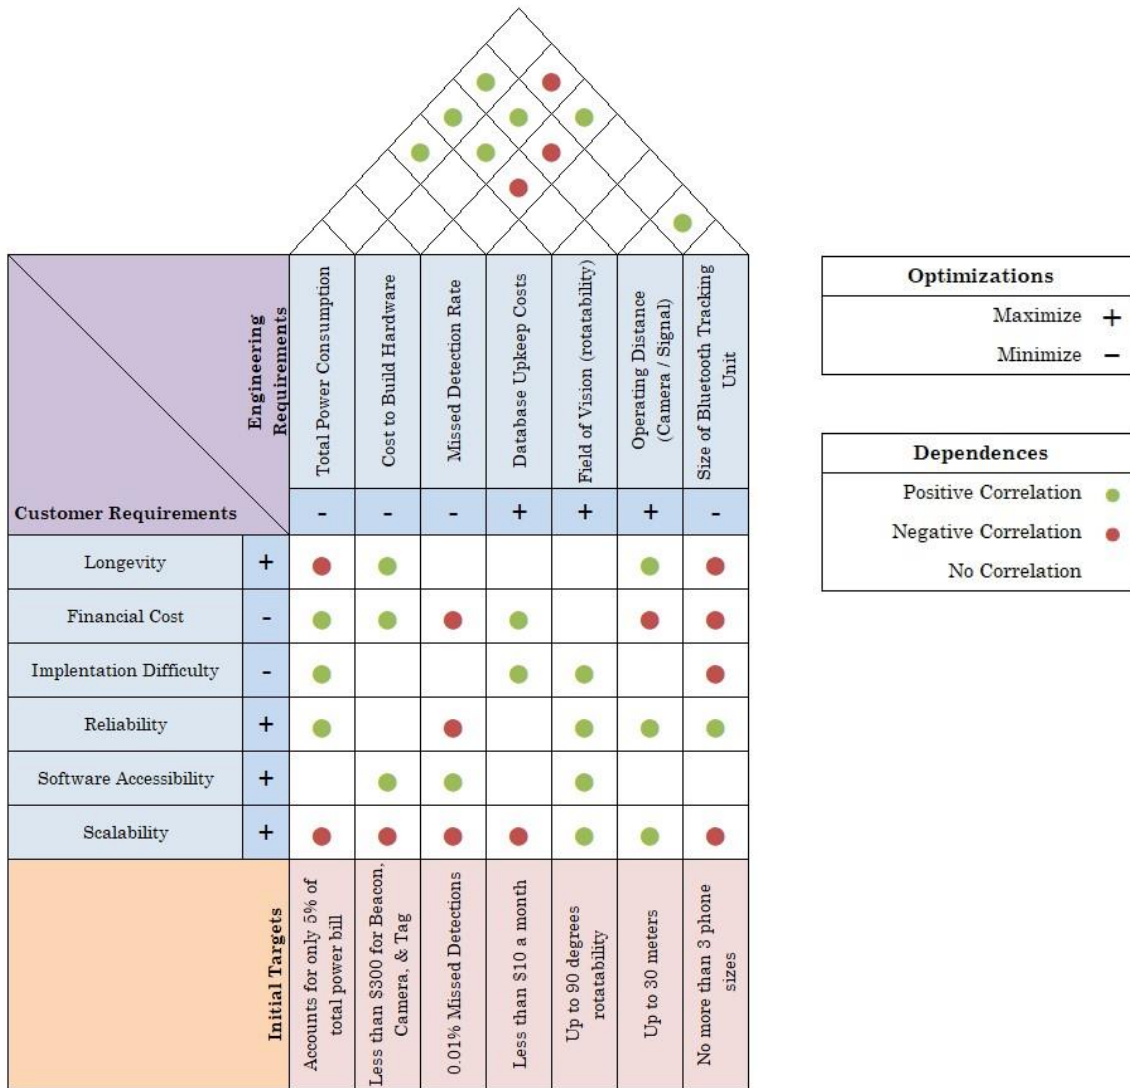 Engineering
Requirements
Customer Requirements
Total Power Consumption
Cost to Build Hardware
Missed Detection Rate
Database Upkeep Costs
Field of Vision (rotatability)
Operating Distance
(Camera / Signal)
Size of Bluetooth Tracking
Unit
- - - + + + -
Longevity +
Financial Cost -
Implentation Difficulty -
Reliability +
Software Accessibility +
Scalability +
Initial Targets
Accounts for only 5% of
total power bill
Less than $300 for Beacon,
Camera, & Tag
0.01% Missed Detections
Less than $10 a month
Up to 90 degrees
rotatability
Up to 30 meters
No more than 3 phone
sizes
Optimizations
Maximize +
Minimize -
Dependences
Positive Correlation
Negative Correlation
No Correlation